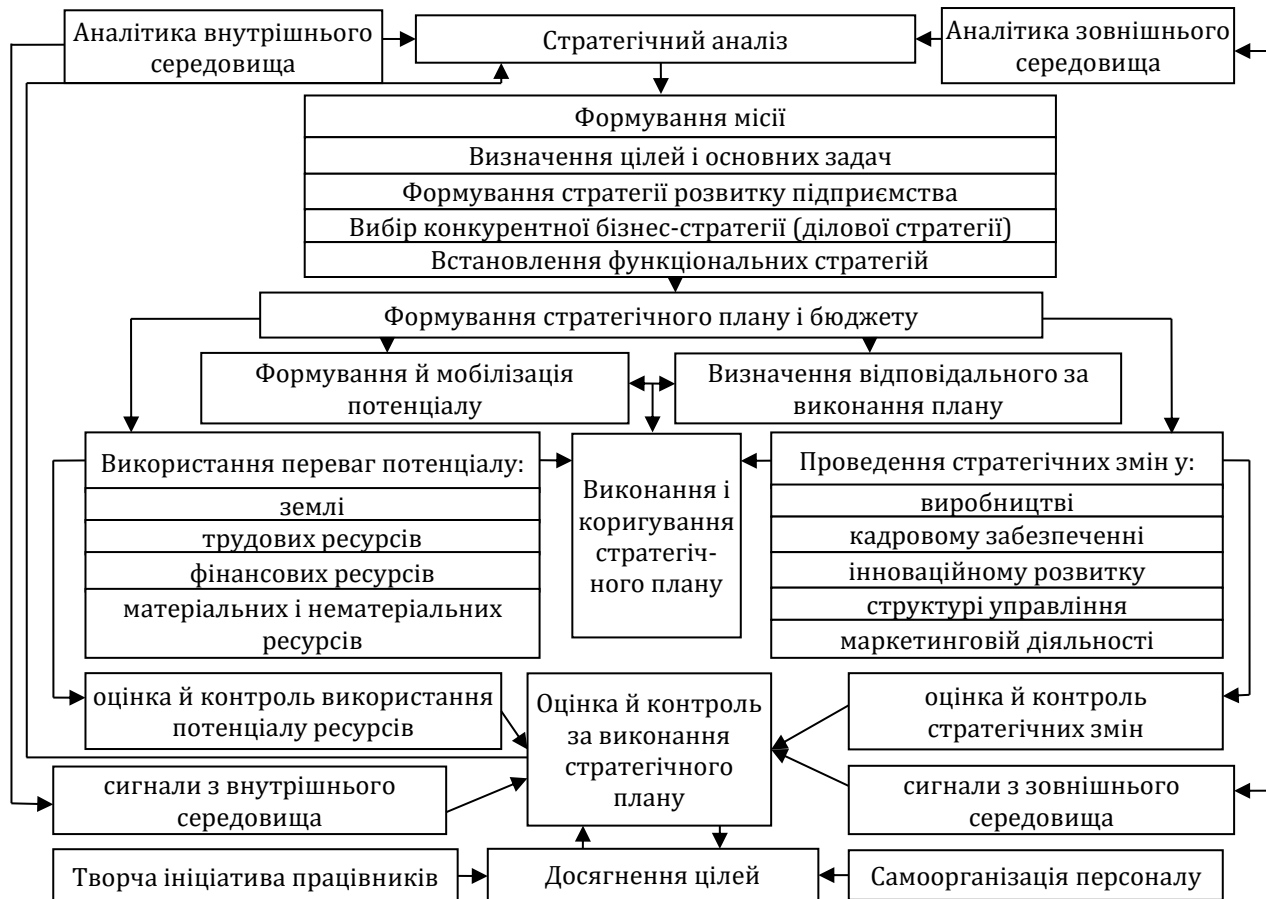 Аналітика внутрішнього
середовища
Стратегічний аналіз
Аналітика зовнішнього
середовища
Формування місії
Визначення цілей і основних задач
Формування стратегії розвитку підприємства
Вибір конкурентної бізнес-стратегії (ділової стратегії)
Встановлення функціональних стратегій
Формування стратегічного плану і бюджету
Формування й мобілізація
потенціалу
Визначення відповідального за
виконання плану
Використання переваг потенціалу:
землі
трудових ресурсів
фінансових ресурсів
матеріальних і нематеріальних
ресурсів
Виконання і
коригування
стратегіч-
ного плану
Проведення стратегічних змін у:
виробництві
кадровому забезпеченні
інноваційному розвитку
структурі управління
маркетинговій діяльності
оцінка й контроль використання
потенціалу ресурсів
Оцінка й контроль
за виконання
стратегічного
плану
оцінка й контроль
стратегічних змін
сигнали з внутрішнього
середовища
сигнали з зовнішнього
середовища
Творча ініціатива працівників
Досягнення цілей
Самоорганізація персоналу